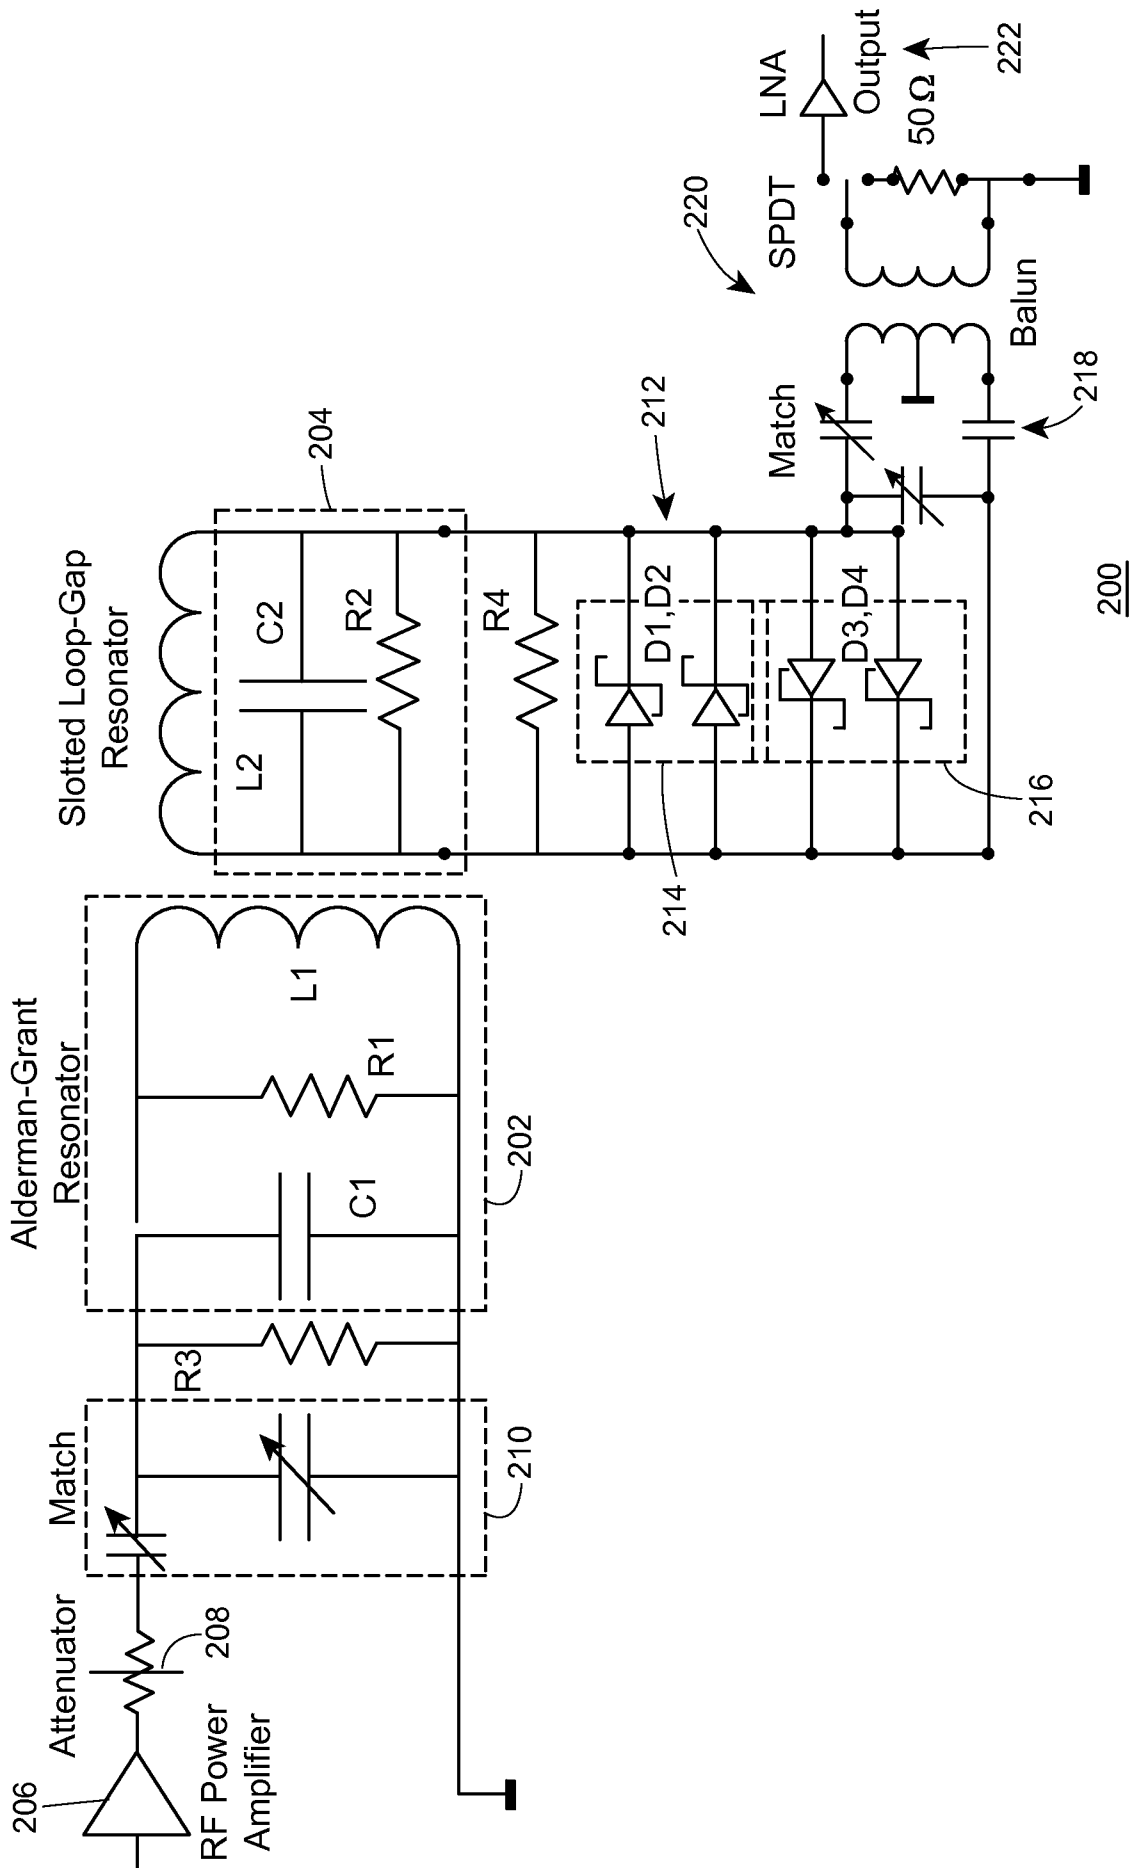 206
RF Power
Amplifier
Attenuator
208
Match
210
R3
Alderman-Grant
Resonator
C1
R1
L1
202
Slotted Loop-Gap
Resonator
L2
C2
R2
204
R4
D1,D2
D3,D4
212
214
216
Match
218
Balun
220
SPDT
LNA
Output
50Ω
222
200